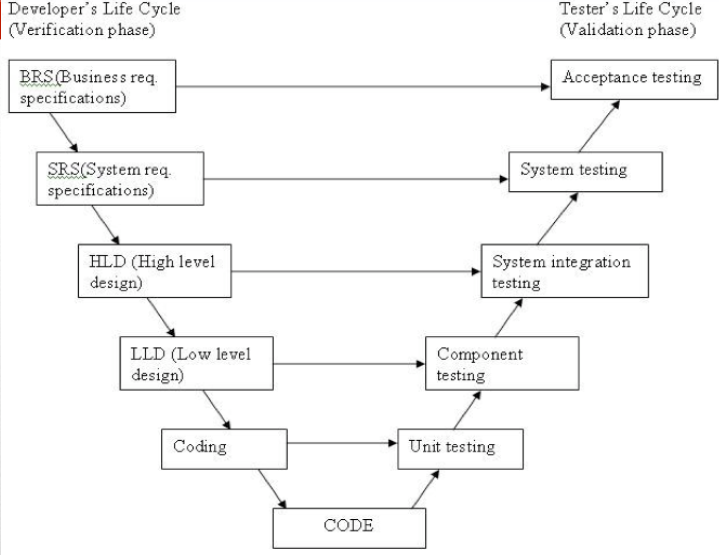 Developer's Life Cycle
(Verification phase)
Tester's Life Cycle
(Validation phase)
BRS(Business req.
specifications)
Acceptance testing
SRS(System req.
specifications)
System testing
HLD (High level
design)
System integration
testing
LLD (Low level
design)
Component
testing
Coding
Unit testing
CODE